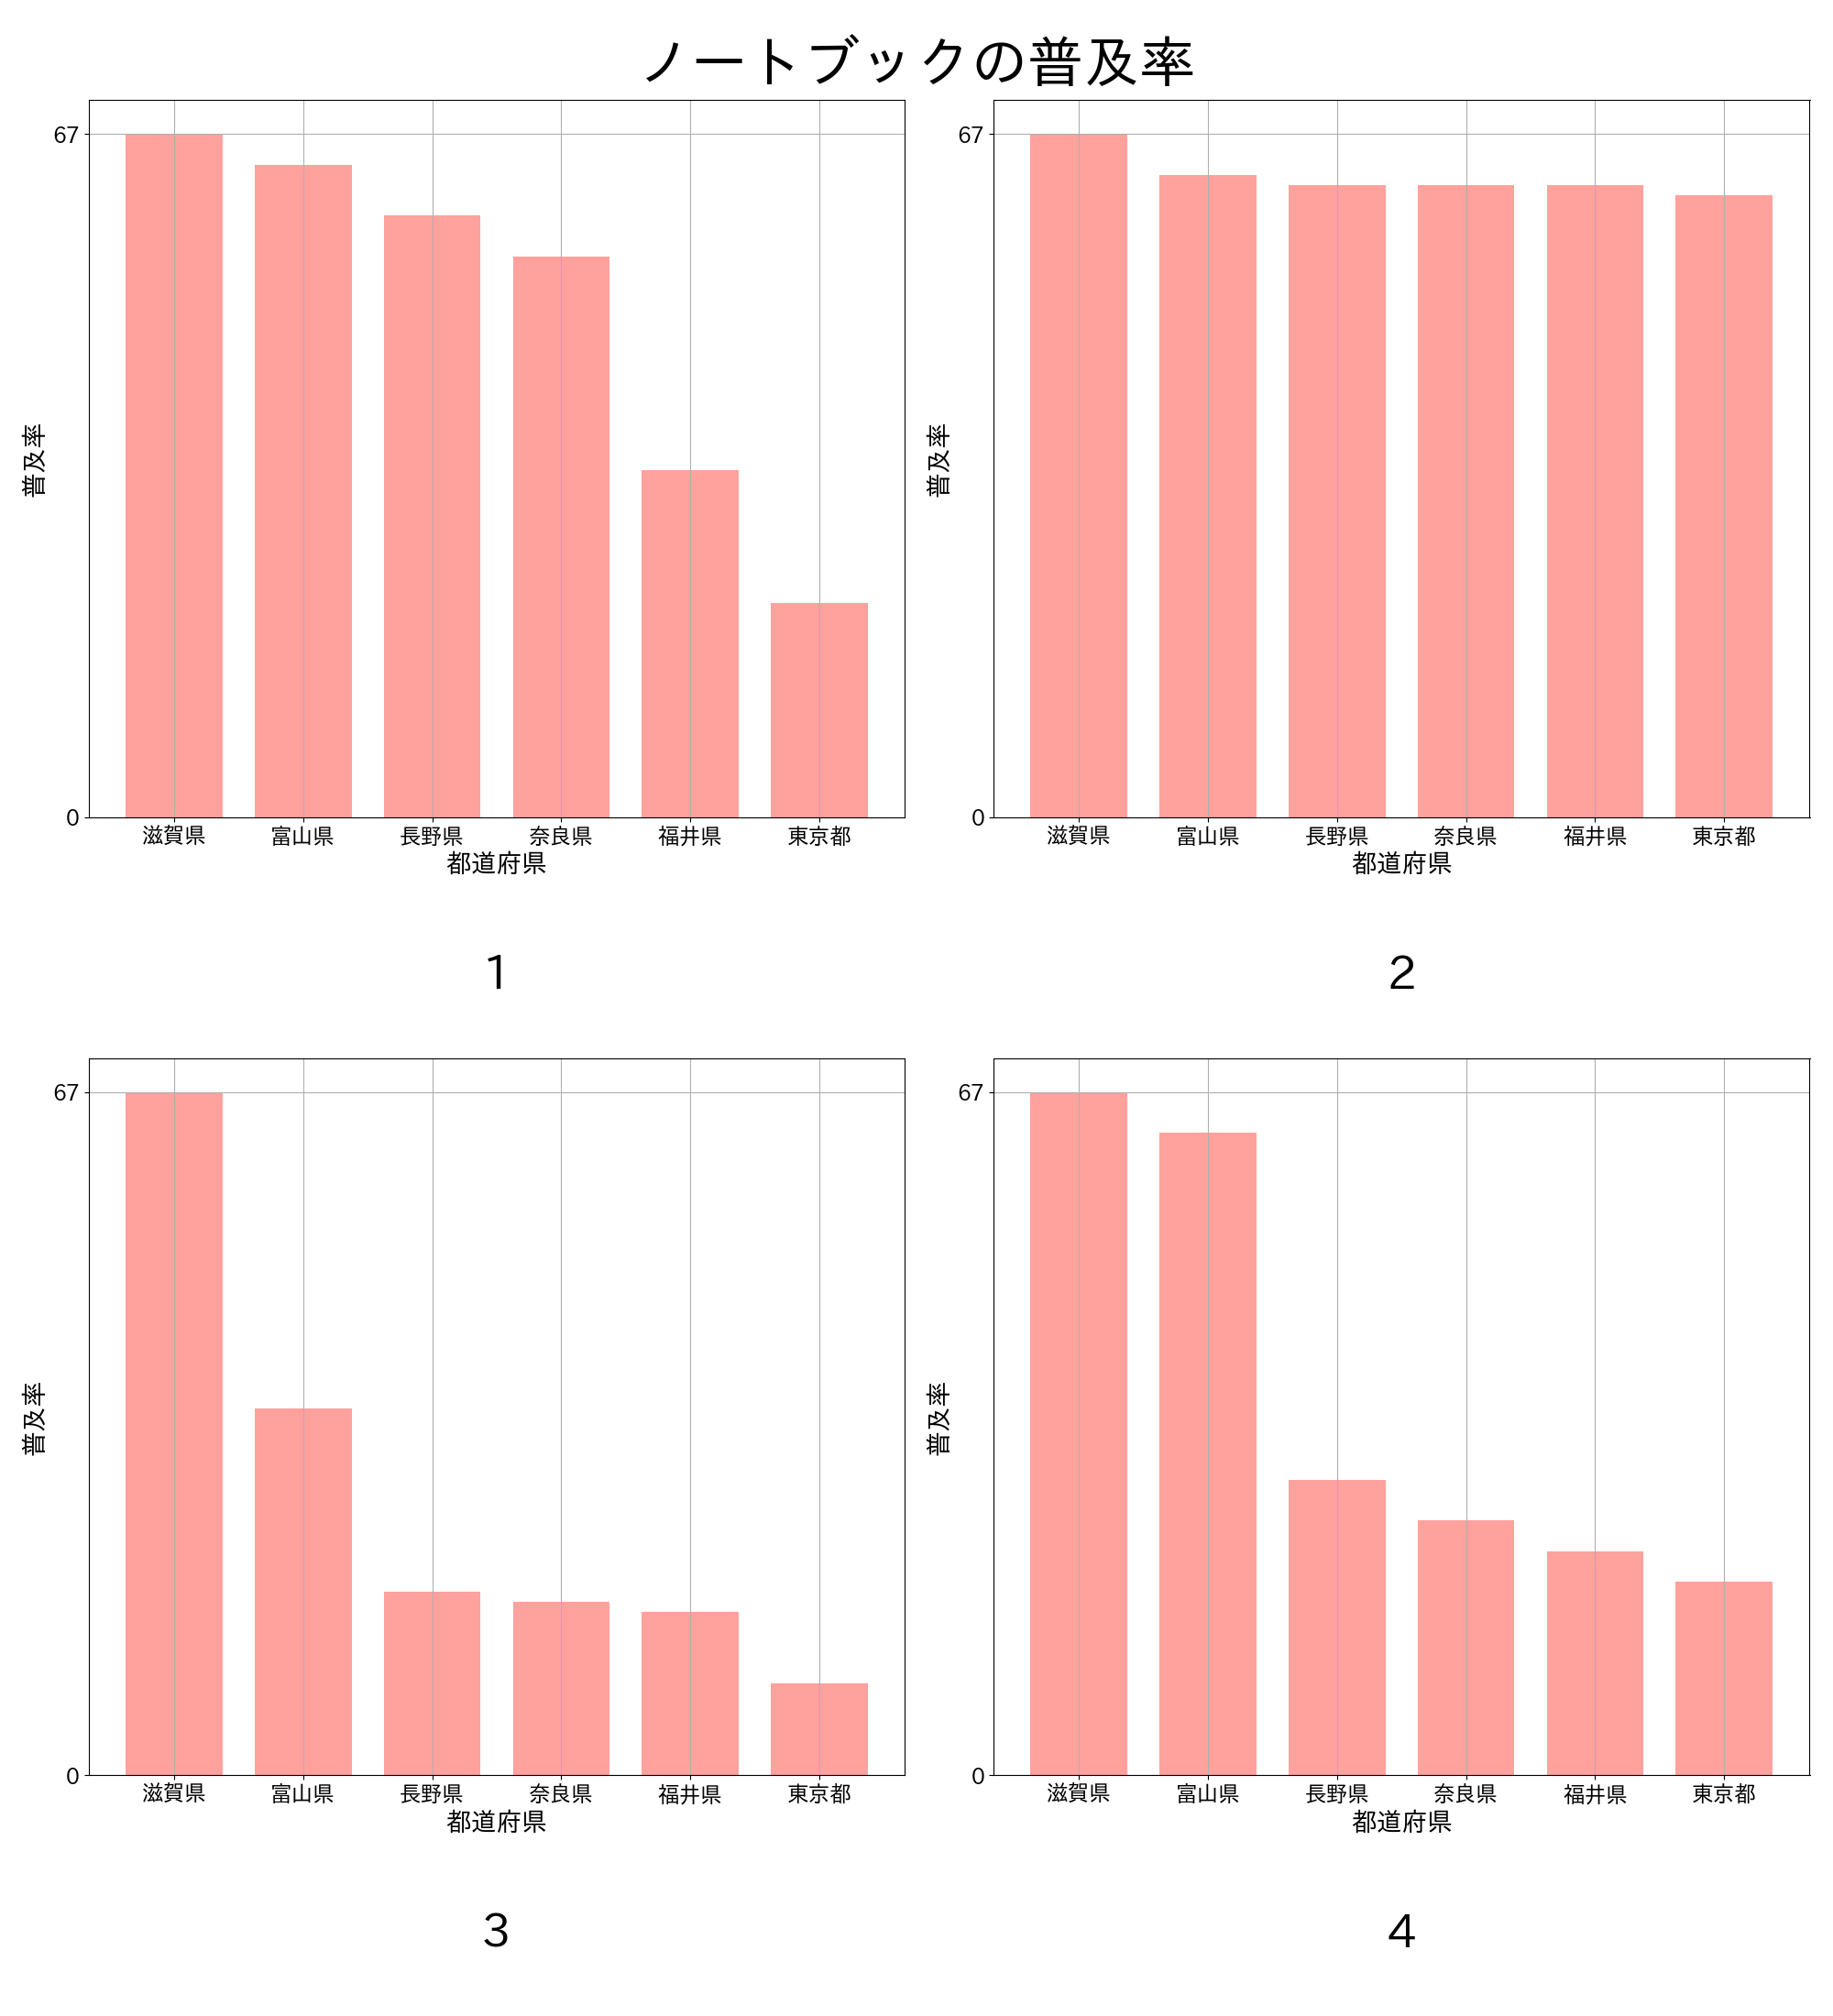 ノートブックの普及率
67
普及率
0
滋賀県 富山県 長野県 奈良県 福井県 東京都
都道府県
1
67
普及率
0
滋賀県 富山県 長野県 奈良県 福井県 東京都
都道府県
2
67
普及率
0
滋賀県 富山県 長野県 奈良県 福井県 東京都
都道府県
3
67
普及率
0
滋賀県 富山県 長野県 奈良県 福井県 東京都
都道府県
4